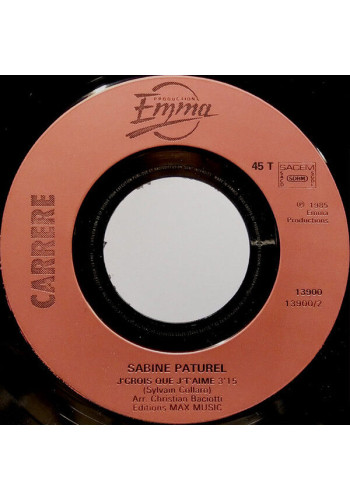 PRODUCTION
Emma
45 T
SACEM
SDRM
℗ 1985
Emma
Productions
CARRERE
13900
13900/2
SABINE PATUREL
J'CROIS QUE J'T'AIME 3'15
(Sylvain Cullaro)
Arr. Christian Baciotti
Editions MAX MUSIC